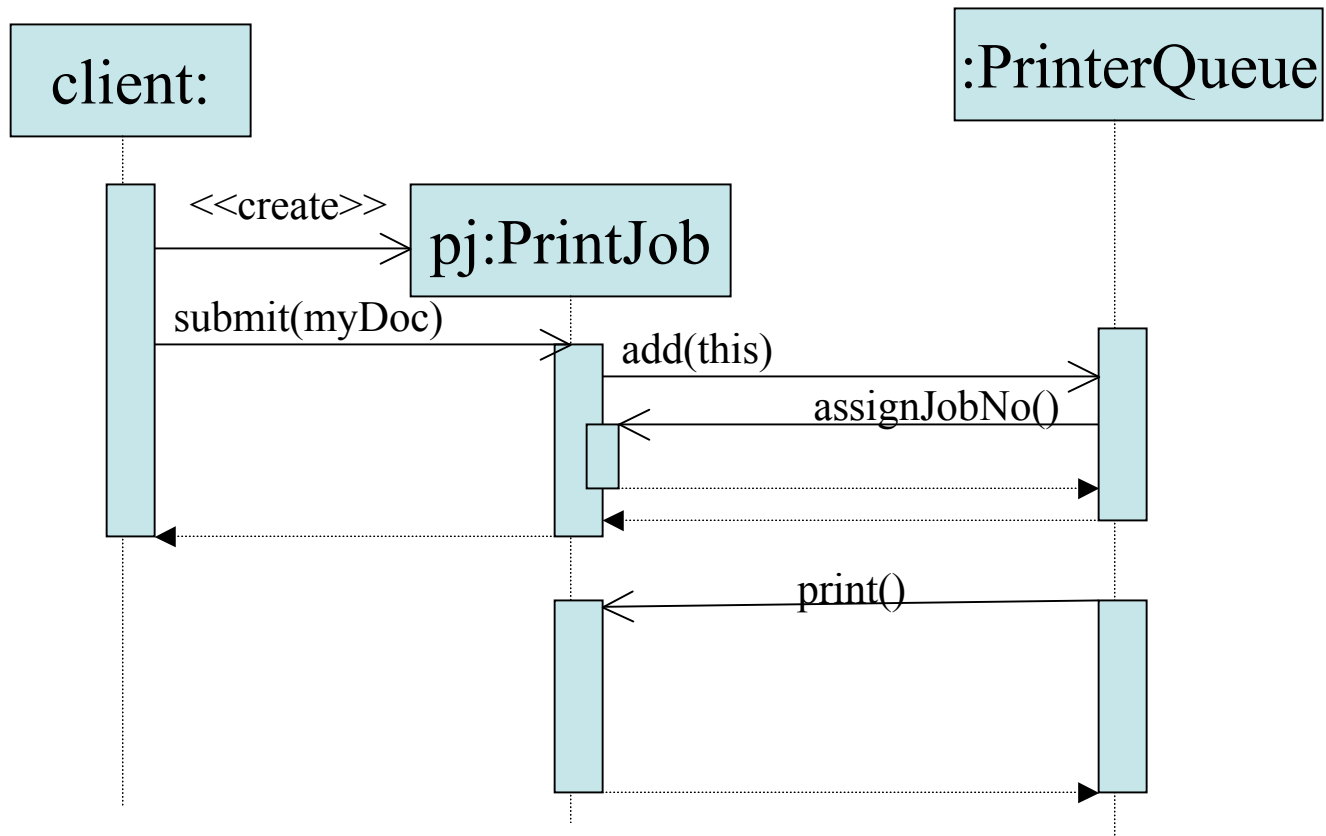 client:
:PrinterQueue
<<create>>
pj:PrintJob
submit(myDoc)
add(this)
assignJobNo()
print()